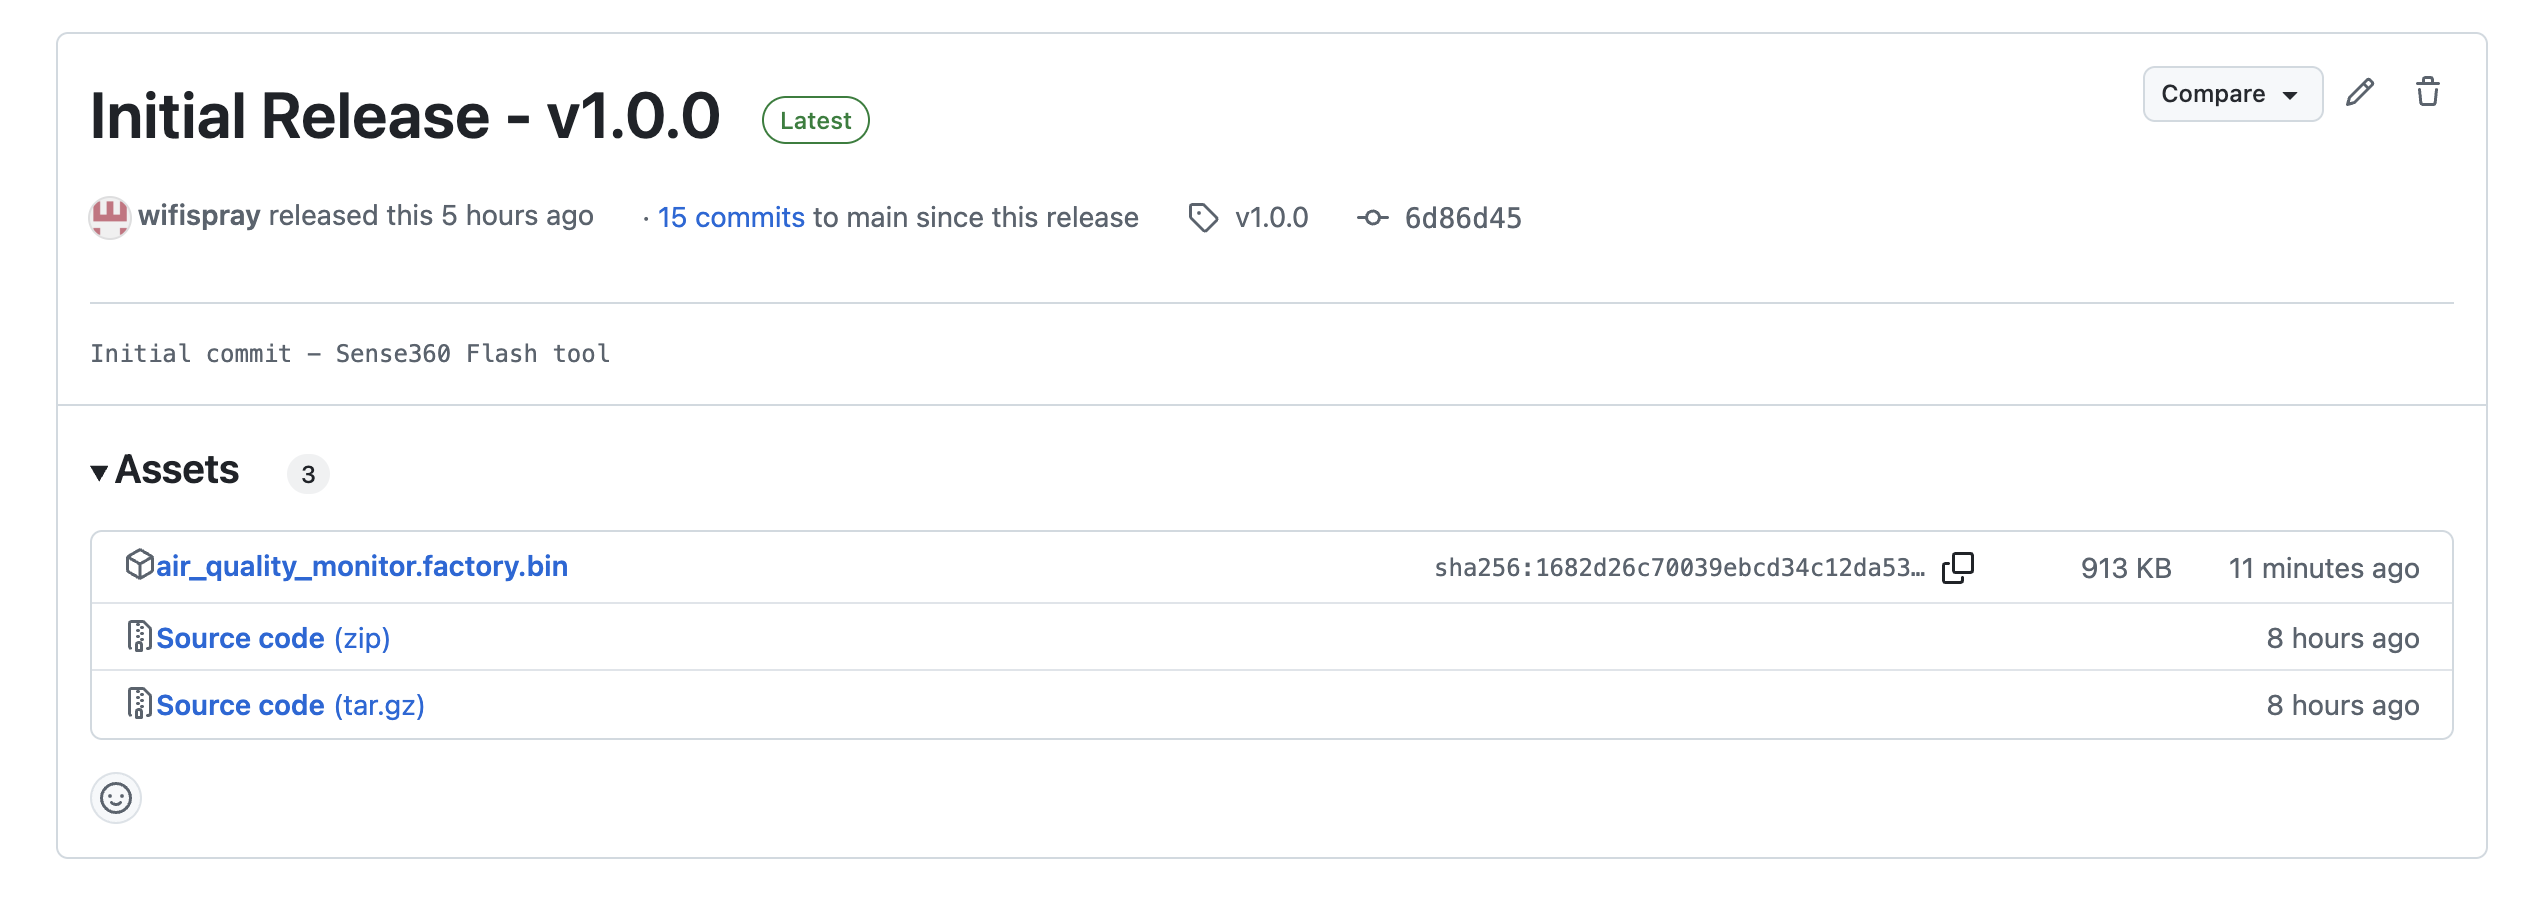 Initial Release - v1.0.0 Latest Compare
wifispray released this 5 hours ago · 15 commits to main since this release v1.0.0 6d86d45
Initial commit – Sense360 Flash tool
Assets 3
air_quality_monitor.factory.bin sha256:1682d26c70039ebcd34c12da53… 913 KB 11 minutes ago
Source code (zip) 8 hours ago
Source code (tar.gz) 8 hours ago